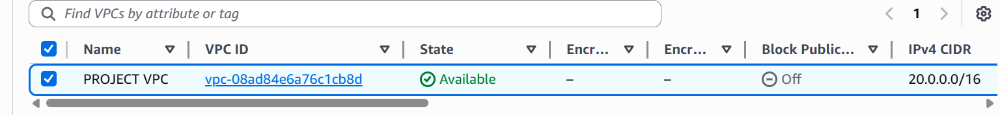 Find VPCs by attribute or tag 1
Name VPC ID State Encr... Encr... Block Public... IPv4 CIDR
PROJECT VPC vpc-08ad84e6a76c1cb8d Available – – Off 20.0.0.0/16